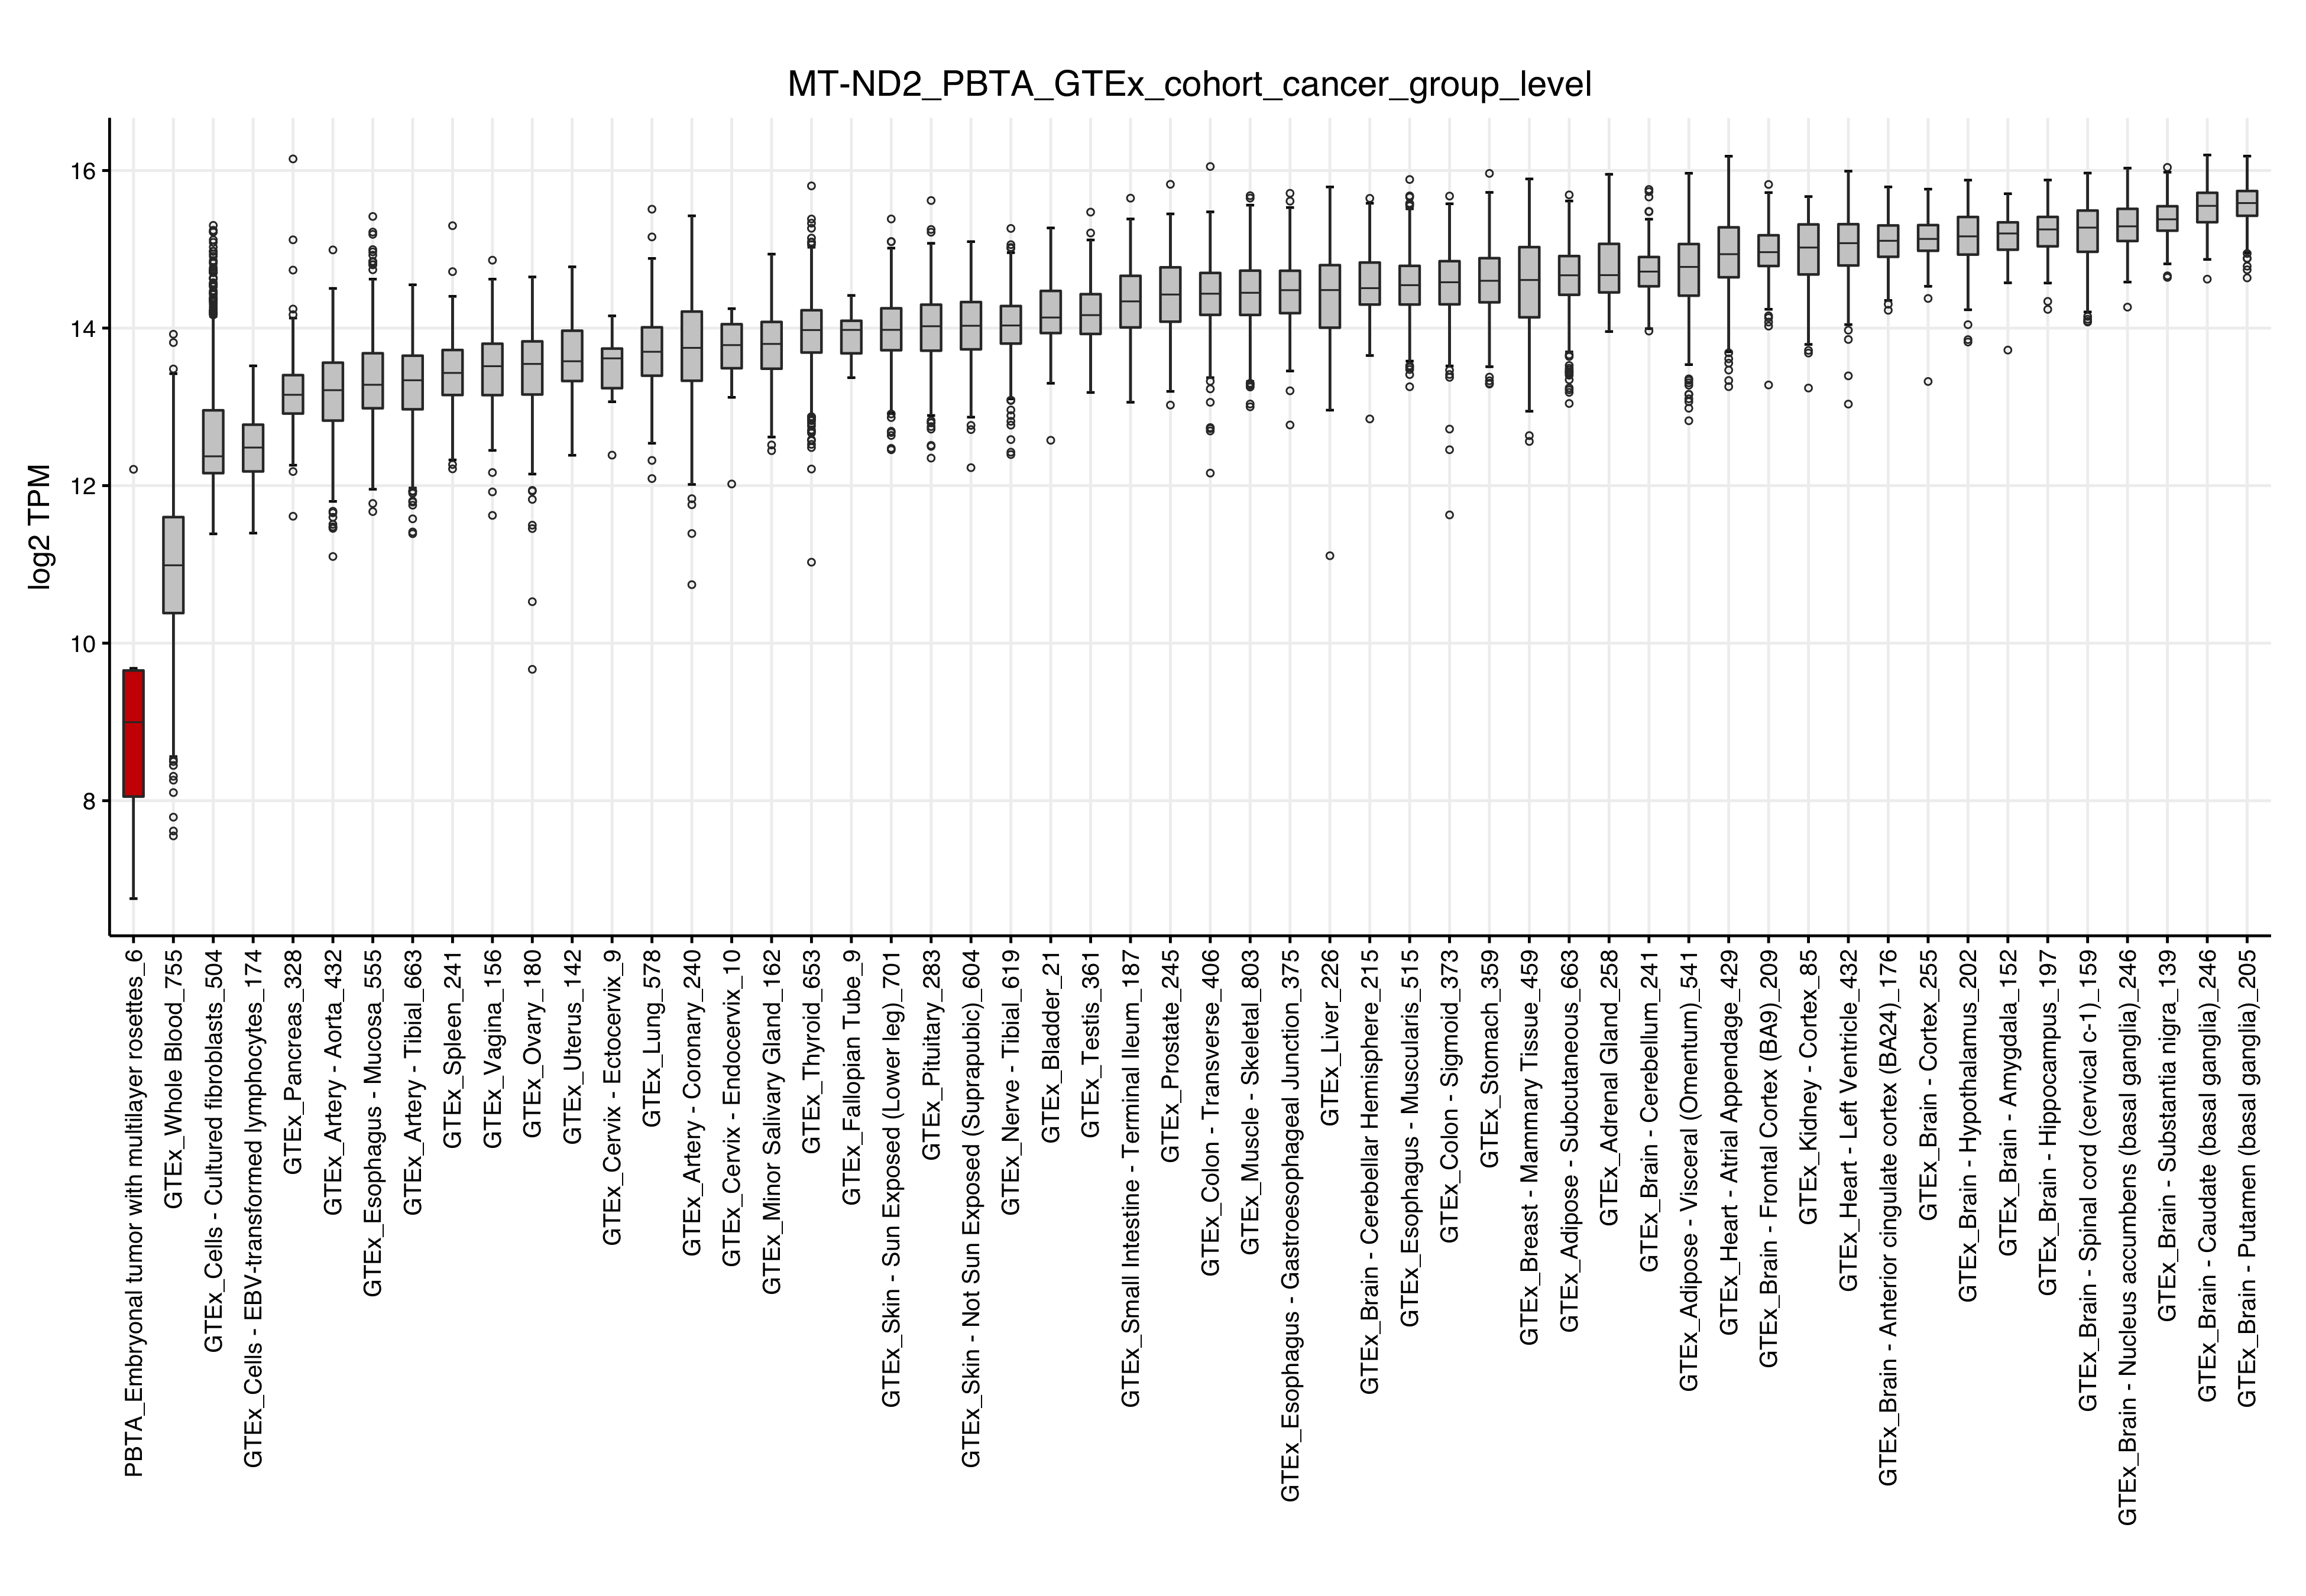 MT-ND2_PBTA_GTEx_cohort_cancer_group_level
log2 TPM
16
14
12
10
8
PBTA_Embryonal tumor with multilayer rosettes_6
GTEx_Whole Blood_755
GTEx_Cells - Cultured fibroblasts_504
GTEx_Cells - EBV-transformed lymphocytes_174
GTEx_Pancreas_328
GTEx_Artery - Aorta_432
GTEx_Esophagus - Mucosa_555
GTEx_Artery - Tibial_663
GTEx_Spleen_241
GTEx_Vagina_156
GTEx_Ovary_180
GTEx_Uterus_142
GTEx_Cervix - Ectocervix_9
GTEx_Lung_578
GTEx_Artery - Coronary_240
GTEx_Cervix - Endocervix_10
GTEx_Minor Salivary Gland_162
GTEx_Thyroid_653
GTEx_Fallopian Tube_9
GTEx_Skin - Sun Exposed (Lower leg)_701
GTEx_Pituitary_283
GTEx_Skin - Not Sun Exposed (Suprapubic)_604
GTEx_Nerve - Tibial_619
GTEx_Bladder_21
GTEx_Testis_361
GTEx_Small Intestine - Terminal Ileum_187
GTEx_Prostate_245
GTEx_Colon - Transverse_406
GTEx_Muscle - Skeletal_803
GTEx_Esophagus - Gastroesophageal Junction_375
GTEx_Liver_226
GTEx_Brain - Cerebellar Hemisphere_215
GTEx_Esophagus - Muscularis_515
GTEx_Colon - Sigmoid_373
GTEx_Stomach_359
GTEx_Breast - Mammary Tissue_459
GTEx_Adipose - Subcutaneous_663
GTEx_Adrenal Gland_258
GTEx_Brain - Cerebellum_241
GTEx_Adipose - Visceral (Omentum)_541
GTEx_Heart - Atrial Appendage_429
GTEx_Brain - Frontal Cortex (BA9)_209
GTEx_Kidney - Cortex_85
GTEx_Heart - Left Ventricle_432
GTEx_Brain - Anterior cingulate cortex (BA24)_176
GTEx_Brain - Cortex_255
GTEx_Brain - Hypothalamus_202
GTEx_Brain - Amygdala_152
GTEx_Brain - Hippocampus_197
GTEx_Brain - Spinal cord (cervical c-1)_159
GTEx_Brain - Nucleus accumbens (basal ganglia)_246
GTEx_Brain - Substantia nigra_139
GTEx_Brain - Caudate (basal ganglia)_246
GTEx_Brain - Putamen (basal ganglia)_205